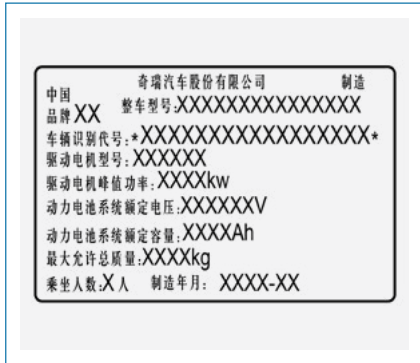 中国 奇瑞汽车股份有限公司 制造
品牌XX 整车型号:XXXXXXXXXXXXXXX
车辆识别代号:*XXXXXXXXXXXXXXXXX*
驱动电机型号:XXXXXX
驱动电机峰值功率:XXXXkw
动力电池系统额定电压:XXXXXXV
动力电池系统额定容量:XXXXAh
最大允许总质量:XXXXkg
乘坐人数:X人 制造年月: XXXX-XX